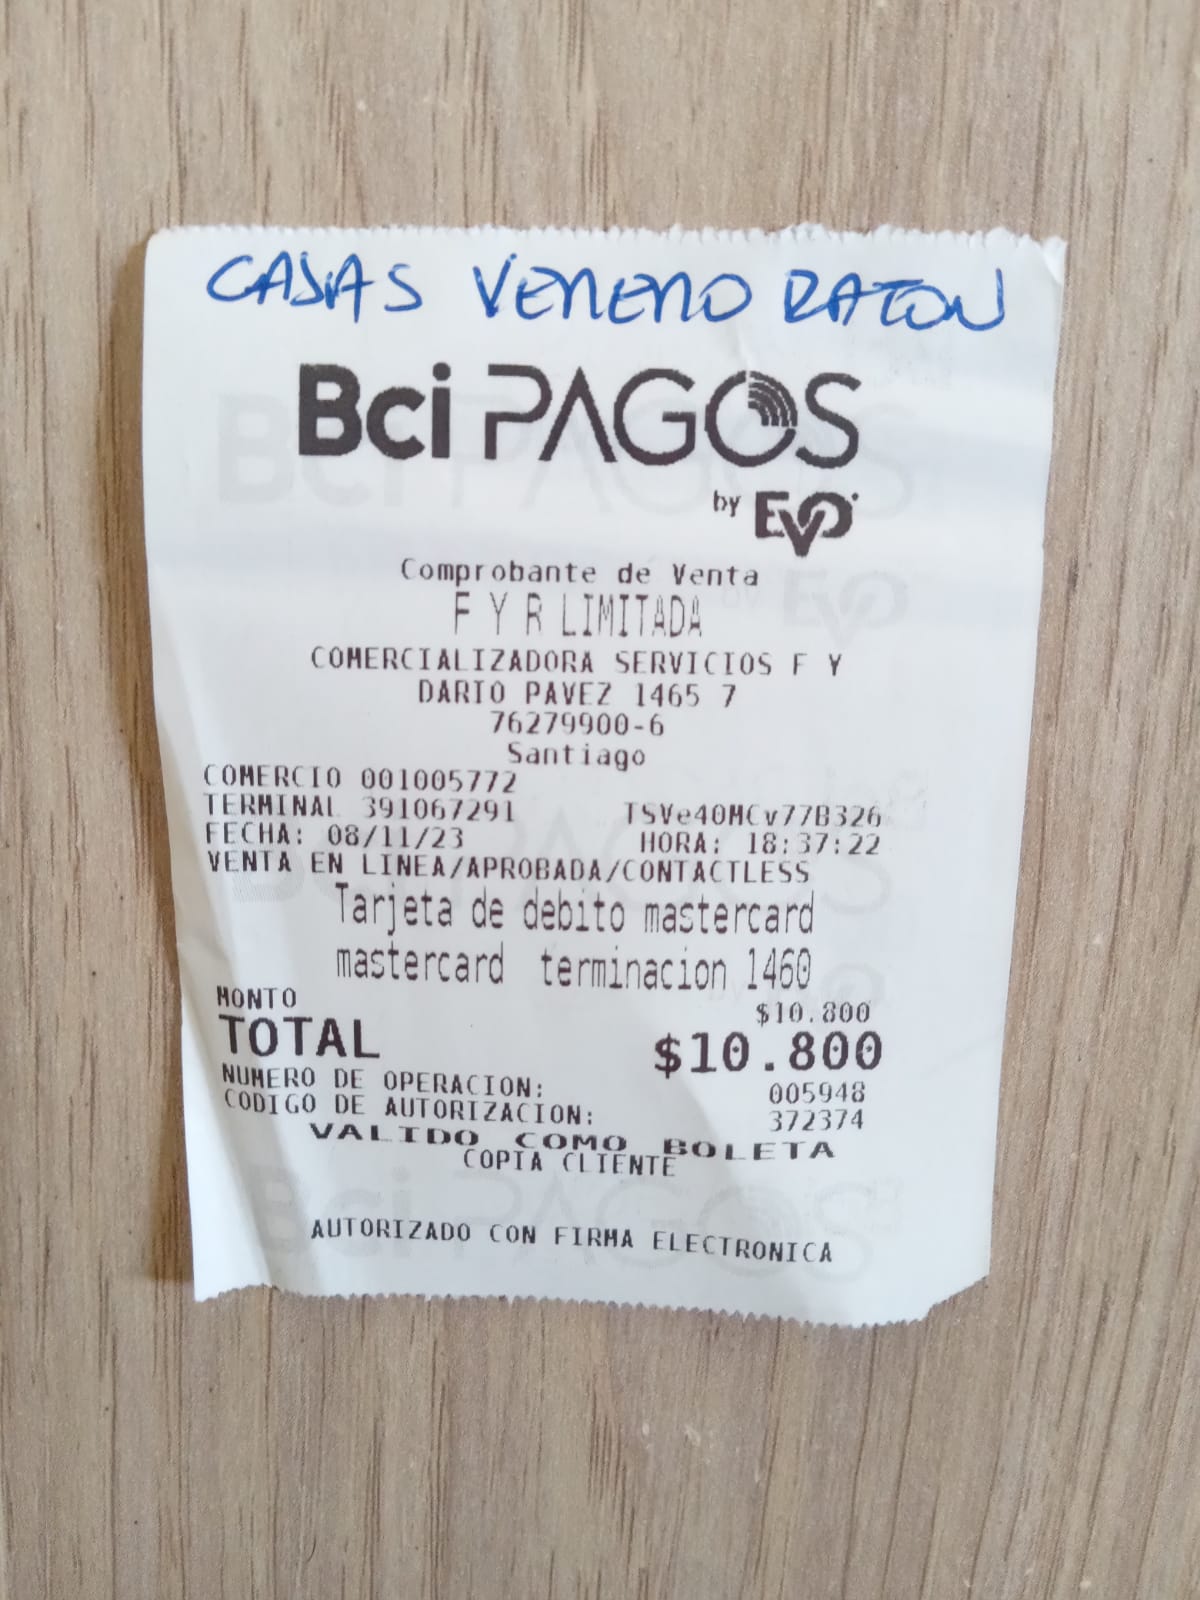 CAJAS VENENO RATON
Bci PAGOS
by EVO
Comprobante de Venta
F Y R LIMITADA
COMERCIALIZADORA SERVICIOS F Y
DARIO PAVEZ 1465 7
76279900-6
Santiago
COMERCIO 001005772
TERMINAL 391067291 TSVe40MCv77B326
FECHA: 08/11/23 HORA: 18:37:22
VENTA EN LINEA/APROBADA/CONTACTLESS
Tarjeta de debito mastercard
mastercard terminacion 1460
MONTO $10.800
TOTAL $10.800
NUMERO DE OPERACION: 005948
CODIGO DE AUTORIZACION: 372374
VALIDO COMO BOLETA
COPIA CLIENTE
AUTORIZADO CON FIRMA ELECTRONICA